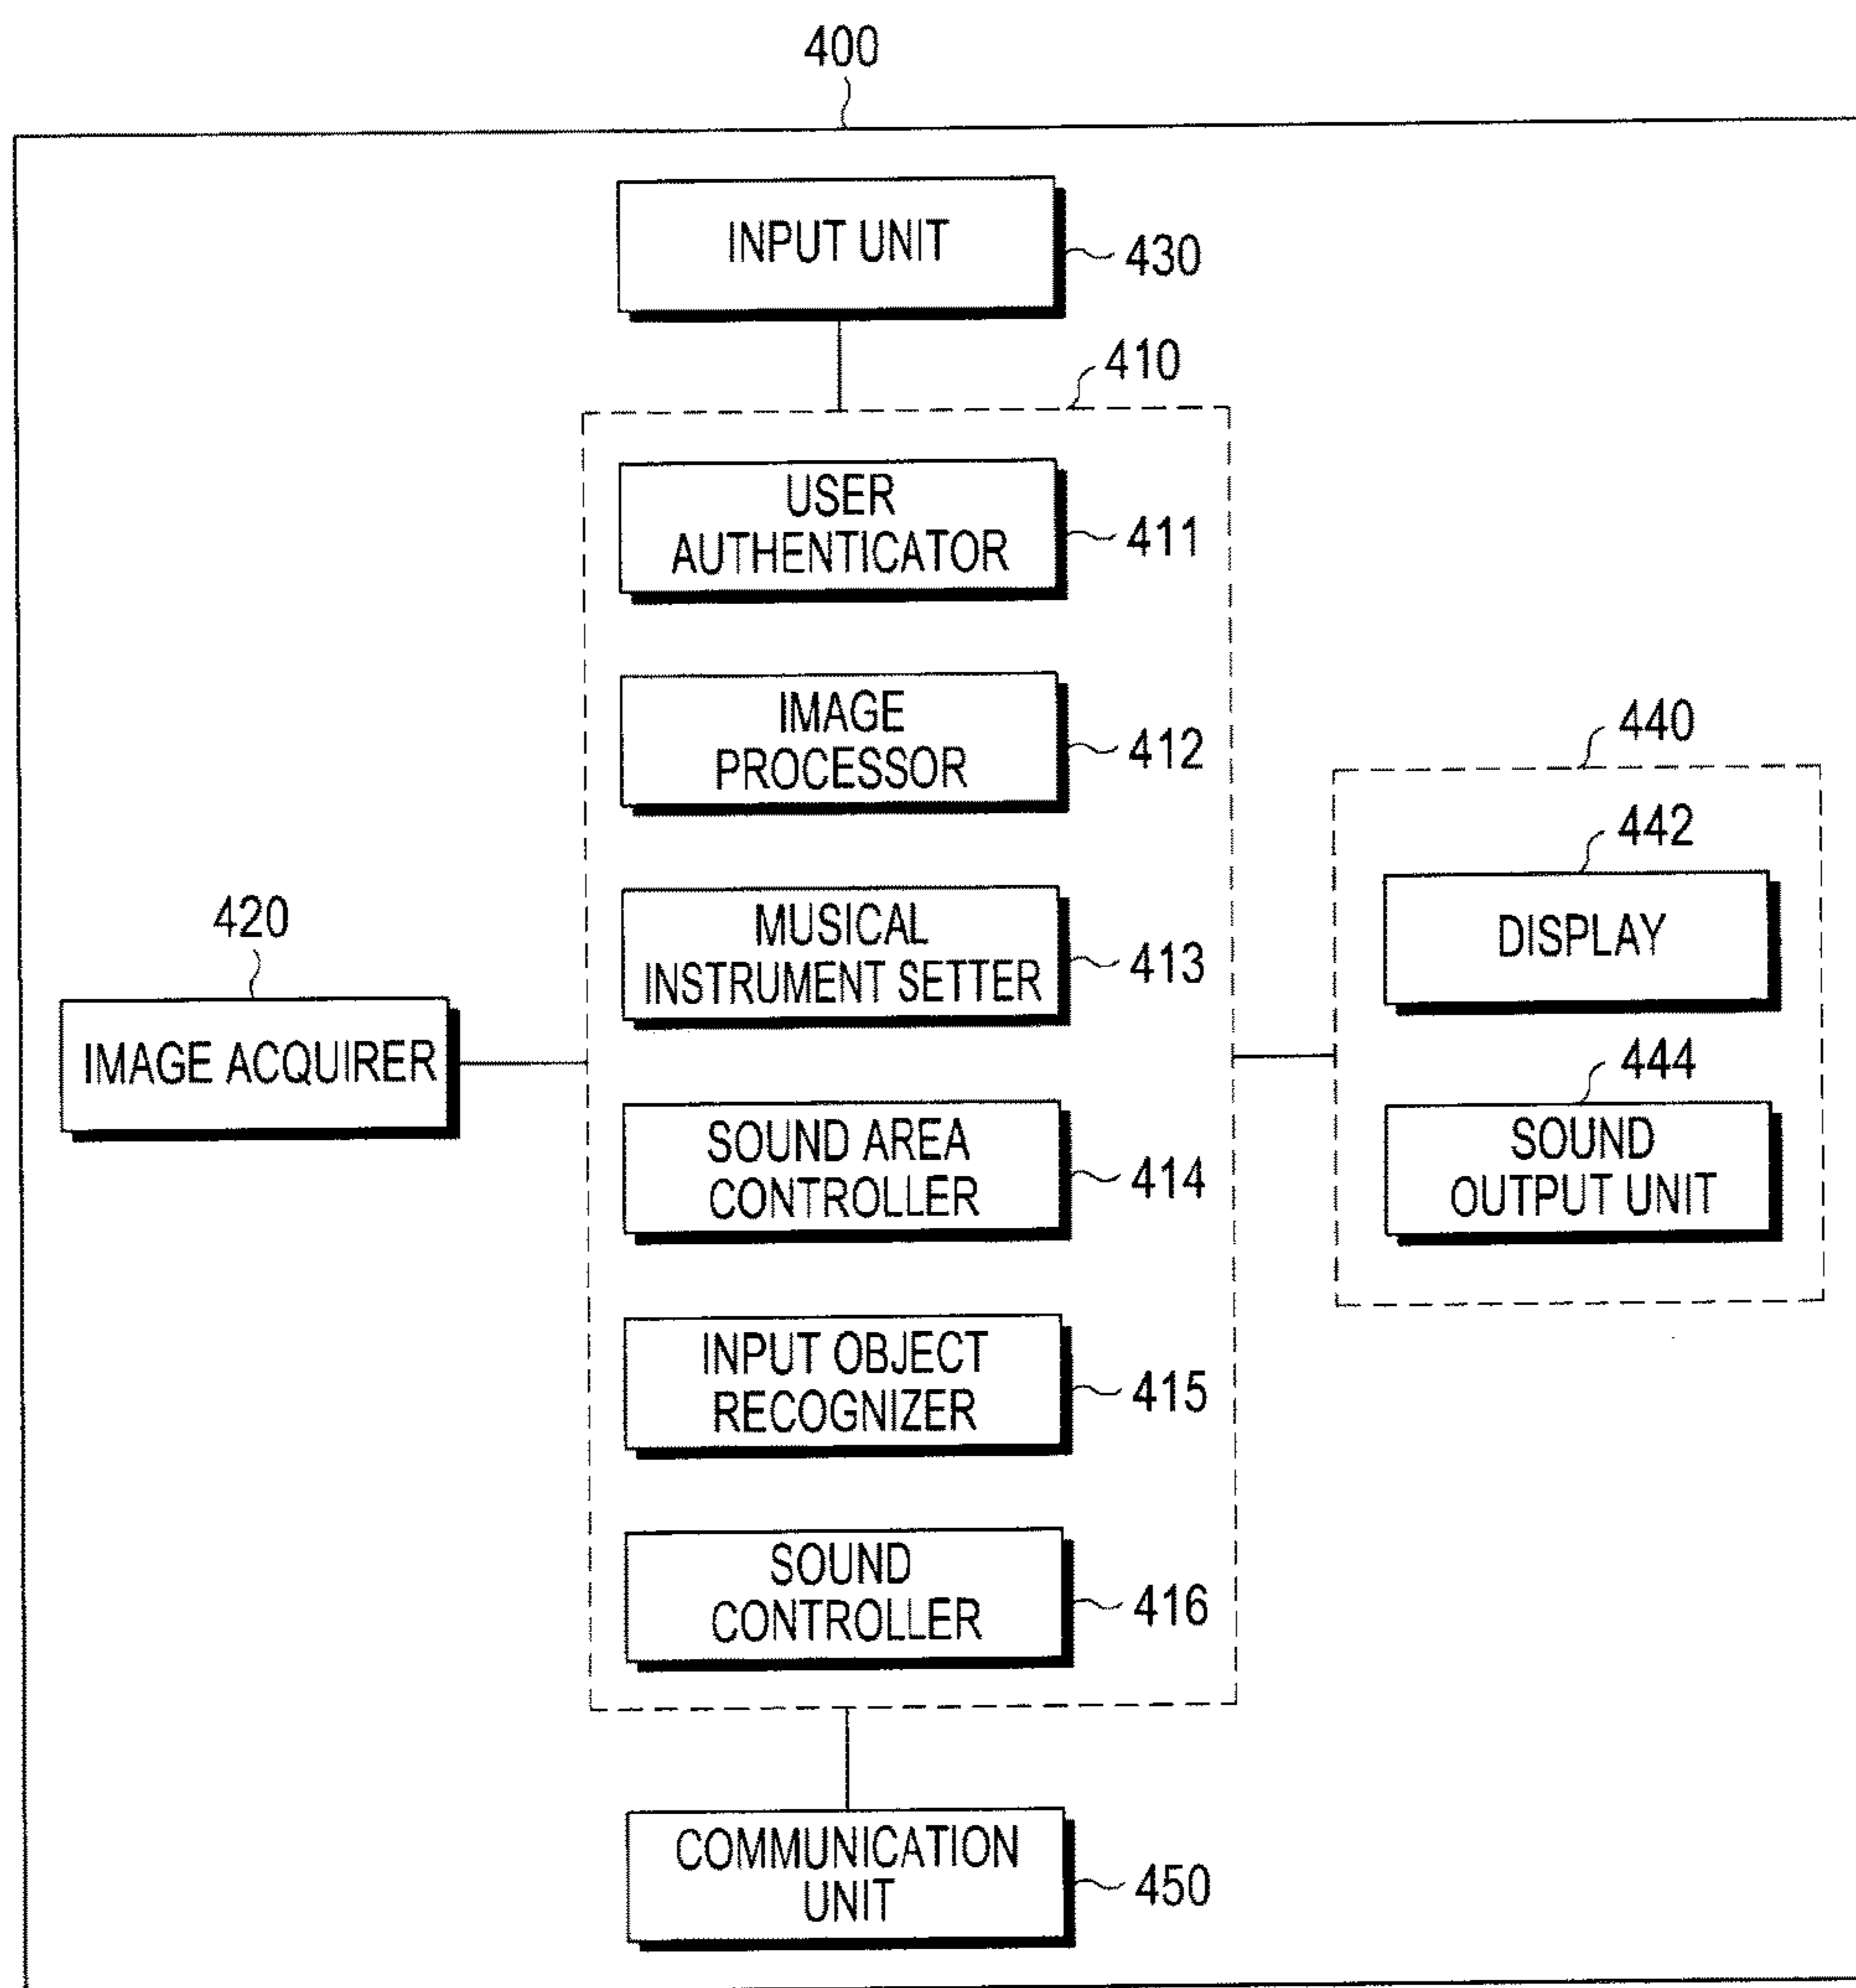 400
INPUT UNIT
430
410
USER
AUTHENTICATOR
411
IMAGE
PROCESSOR
412
MUSICAL
INSTRUMENT SETTER
413
SOUND AREA
CONTROLLER
414
INPUT OBJECT
RECOGNIZER
415
SOUND
CONTROLLER
416
420
IMAGE ACQUIRER
440
442
DISPLAY
444
SOUND
OUTPUT UNIT
COMMUNICATION
UNIT
450